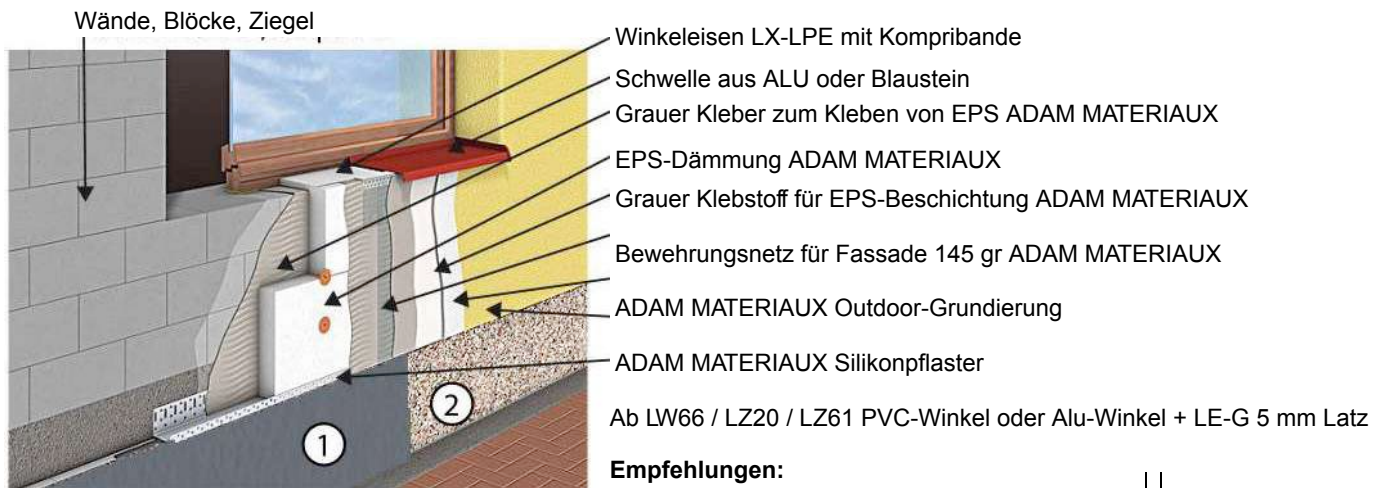 Wände, Blöcke, Ziegel
Winkeleisen LX-LPE mit Kompribande
Schwelle aus ALU oder Blaustein
Grauer Kleber zum Kleben von EPS ADAM MATERIAUX
EPS-Dämmung ADAM MATERIAUX
Grauer Klebstoff für EPS-Beschichtung ADAM MATERIAUX
Bewehrungsnetz für Fassade 145 gr ADAM MATERIAUX
ADAM MATERIAUX Outdoor-Grundierung
ADAM MATERIAUX Silikonpflaster
Ab LW66 / LZ20 / LZ61 PVC-Winkel oder Alu-Winkel + LE-G 5 mm Latz
Empfehlungen:
1
2